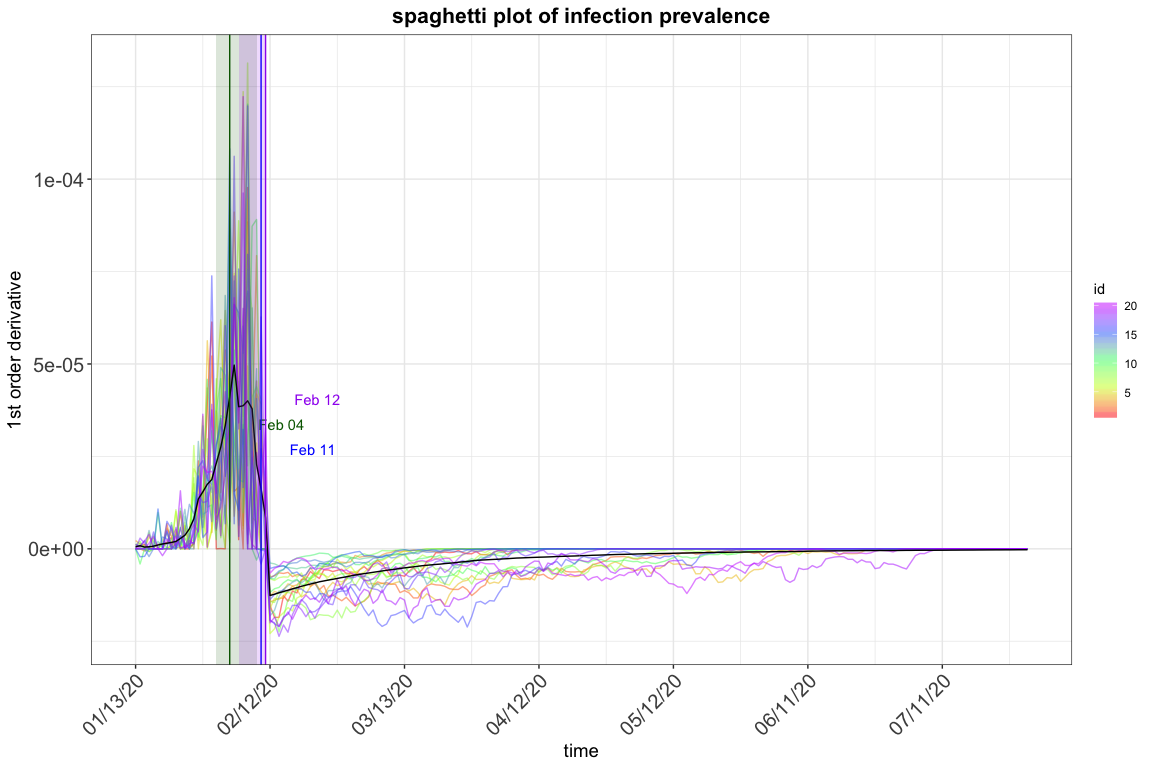 spaghetti plot of infection prevalence
1st order derivative
1e-04
5e-05
0e+00
Feb 12
Feb 04
Feb 11
id
20
15
10
5
01/13/20
02/12/20
03/13/20
04/12/20
05/12/20
06/11/20
07/11/20
time